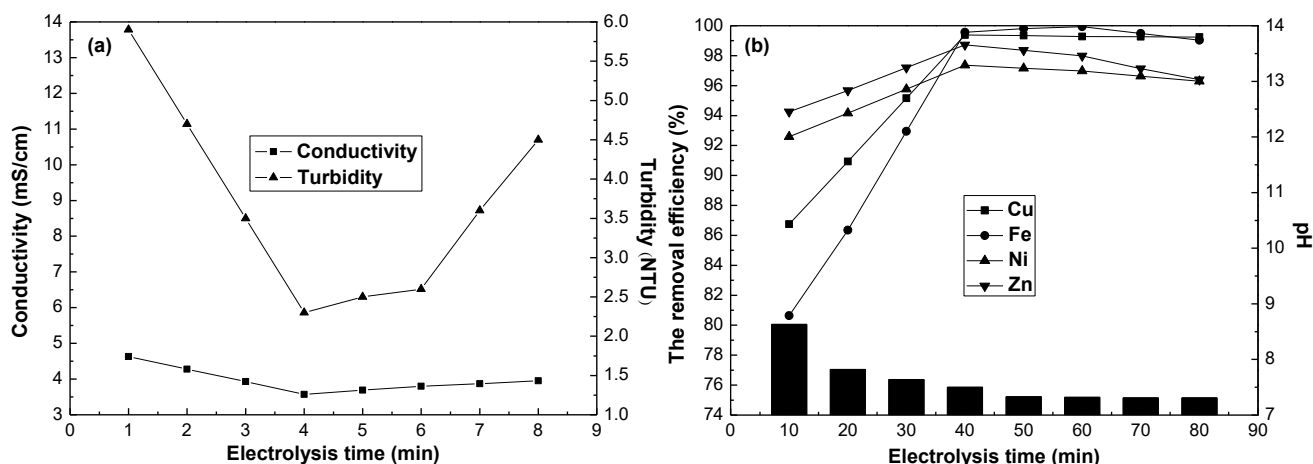 (a)
Conductivity (mS/cm)
14
13
12
11
10
9
8
7
6
5
4
3
Conductivity
Turbidity
6.0
5.5
5.0
4.5
4.0
3.5
3.0
2.5
2.0
1.5
1.0
Turbidity (NTU)
0 1 2 3 4 5 6 7 8 9
Electrolysis time (min)
(b)
The removal efficiency (%)
100
98
96
94
92
90
88
86
84
82
80
78
76
74
Cu
Fe
Ni
Zn
14
13
12
11
10
9
8
7
pH
0 10 20 30 40 50 60 70 80 90
Electrolysis time (min)